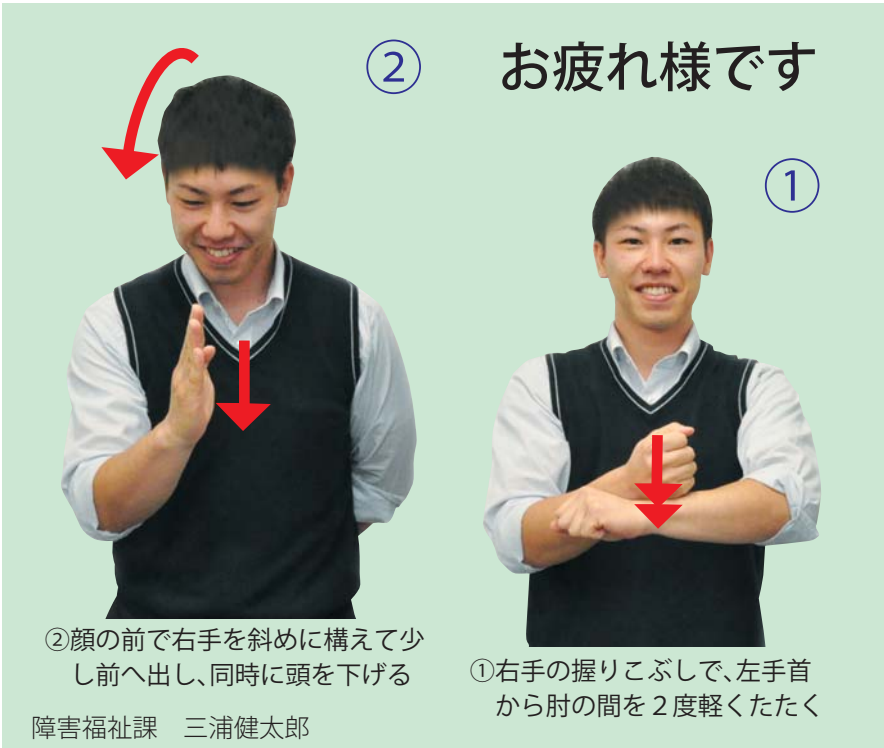 お疲れ様です
①
①右手の握りこぶしで、左手首
から肘の間を２度軽くたたく
②
②顔の前で右手を斜めに構えて少
し前へ出し、同時に頭を下げる
障害福祉課　三浦健太郎